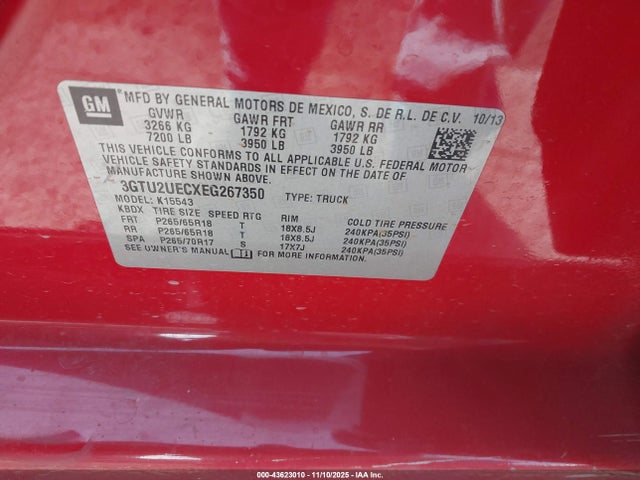 GM
MFD BY GENERAL MOTORS DE MEXICO, S. DE R.L. DE C.V. 10/13
GVWR GAWR FRT GAWR RR
3266 KG 1792 KG 1792 KG
7200 LB 3950 LB 3950 LB
THIS VEHICLE CONFORMS TO ALL APPLICABLE U.S. FEDERAL MOTOR
VEHICLE SAFETY STANDARDS IN EFFECT ON THE DATE OF
MANUFACTURE SHOWN ABOVE.
3GTU2UECXEG267350 TYPE: TRUCK
MODEL: K15543
KBDX TIRE SIZE SPEED RTG RIM COLD TIRE PRESSURE
FRT P265/65R18 T 18X8.5J 240KPA(35PSI)
RR P265/65R18 T 18X8.5J 240KPA(35PSI)
SPA P265/70R17 S 17X7J 240KPA(35PSI)
SEE OWNER'S MANUAL
000-43623010 - 11/10/2025 - IAA Inc.